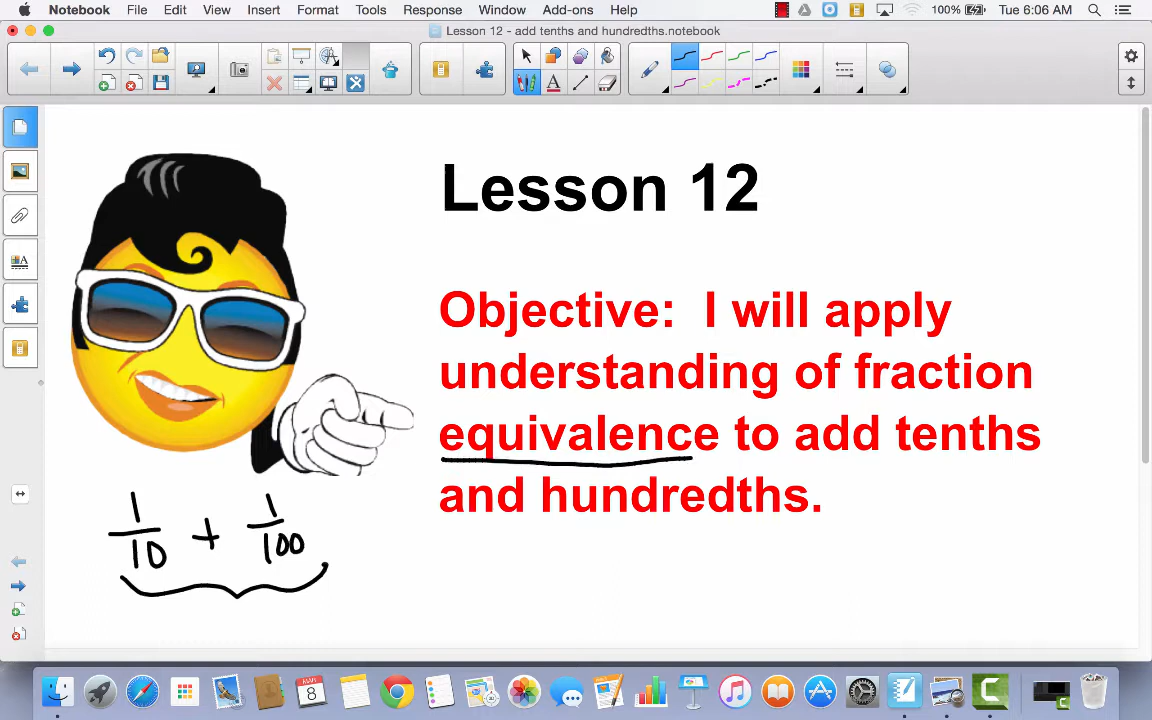 Notebook File Edit View Insert Format Tools Response Window Add-ons Help 100% Tue 6:06 AM
Lesson 12 - add tenths and hundredths.notebook
Lesson 12
Objective: I will apply
understanding of fraction
equivalence to add tenths
and hundredths.
1/10 + 1/100
MAR
8